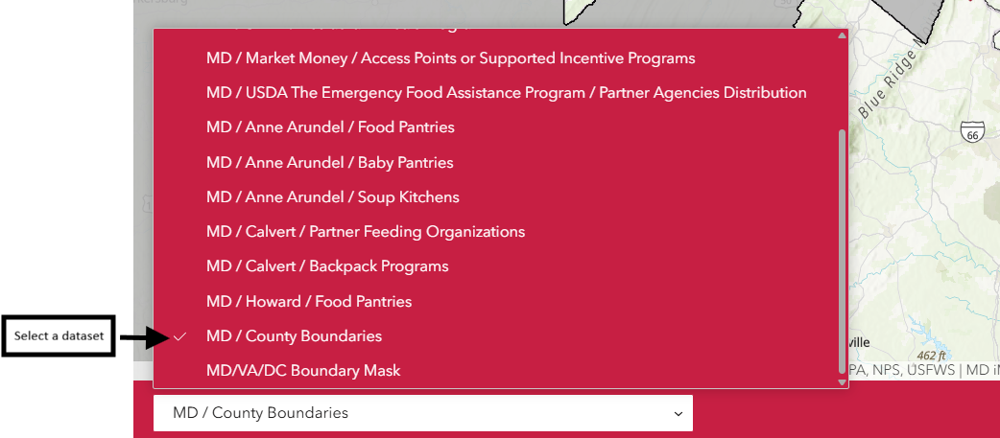 MD / Market Money / Access Points or Supported Incentive Programs
MD / USDA The Emergency Food Assistance Program / Partner Agencies Distribution
MD / Anne Arundel / Food Pantries
MD / Anne Arundel / Baby Pantries
MD / Anne Arundel / Soup Kitchens
MD / Calvert / Partner Feeding Organizations
MD / Calvert / Backpack Programs
MD / Howard / Food Pantries
Select a dataset
MD / County Boundaries
MD/VA/DC Boundary Mask
MD / County Boundaries
Blue Ridge
66
ville
462 ft
PA, NPS, USFWS | MD